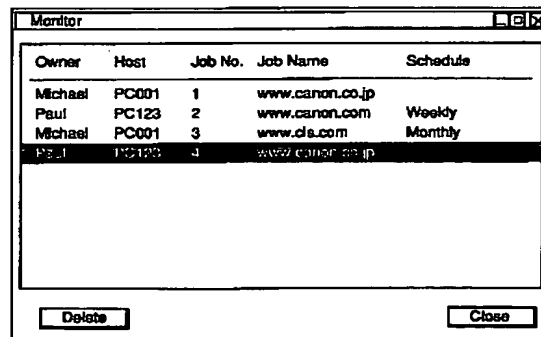 Monitor
Owner Host Job No. Job Name Schedule
Michael PC001 1 www.canon.co.jp
Paul PC123 2 www.canon.com Weekly
Michael PC001 3 www.cis.com Monthly
Paul PC123 4 www.canon.co.jp
Delete Close